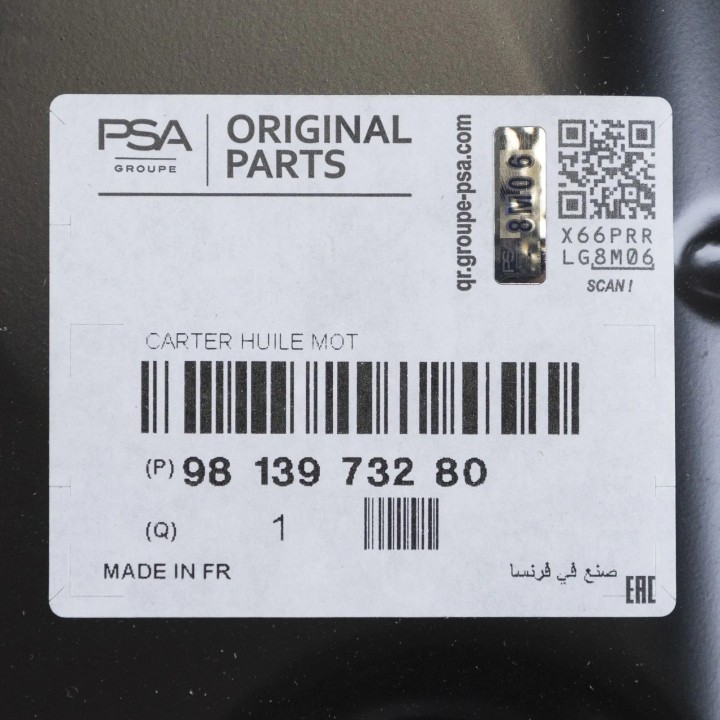 PSA
GROUPE
ORIGINAL
PARTS
qr.groupe-psa.com
8M06
X66PRR
LG8M06
SCAN!
CARTER HUILE MOT
(P) 98 139 732 80
(Q) 1
MADE IN FR
صنع في فرنسا
EAC